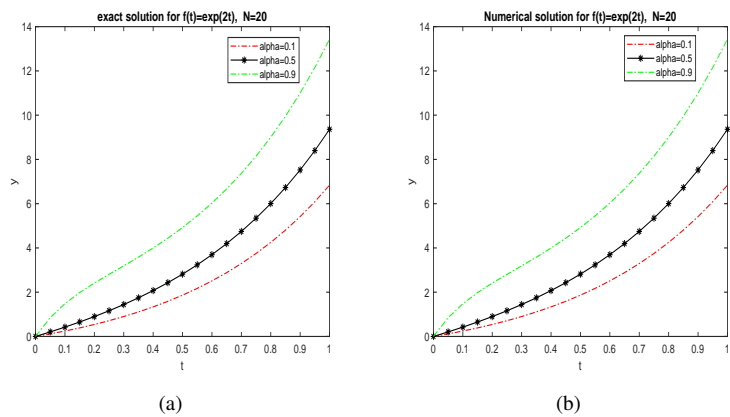 exact solution for f(t)=exp(2t), N=20
14
12
10
8
6
4
2
0
y
alpha=0.1
alpha=0.5
alpha=0.9
0 0.1 0.2 0.3 0.4 0.5 0.6 0.7 0.8 0.9 1
t
(a)
Numerical solution for f(t)=exp(2t), N=20
14
12
10
8
6
4
2
0
y
alpha=0.1
alpha=0.5
alpha=0.9
0 0.1 0.2 0.3 0.4 0.5 0.6 0.7 0.8 0.9 1
t
(b)